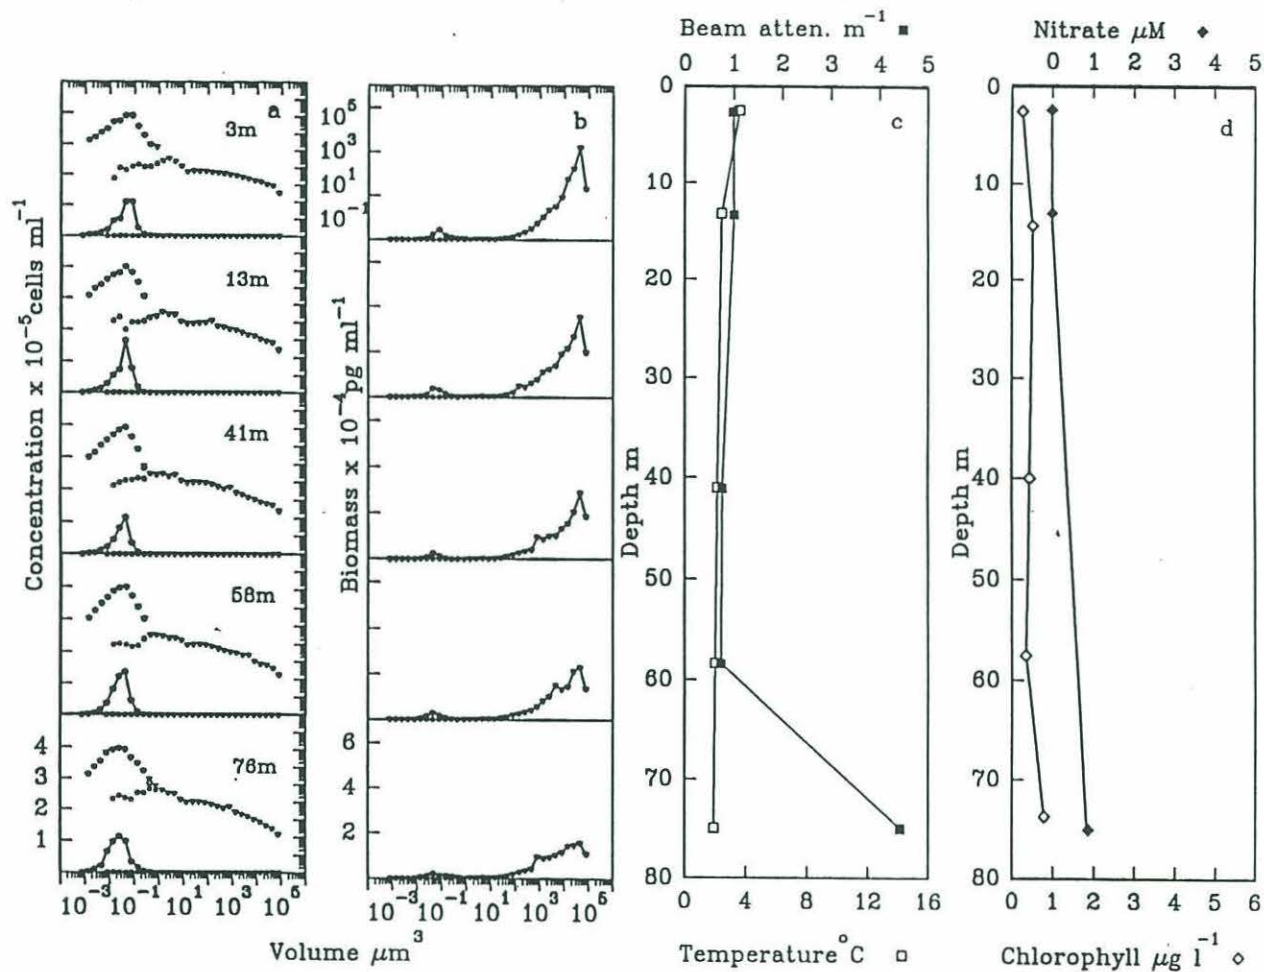 Beam atten. m⁻¹ ■
0 1 2 3 4 5
Nitrate μM ◆
0 1 2 3 4 5
a
3m
13m
41m
58m
76m
Concentration x 10⁻⁵cells ml⁻¹
4
3
2
1
10⁻³ 10⁻¹ 10¹ 10³ 10⁵
b
10⁵
10³
10¹
10⁻¹
Biomass x 10⁻⁴pg ml⁻¹
6
4
2
10⁻³ 10⁻¹ 10¹ 10³ 10⁵
Volume μm³
c
Depth m
0
10
20
30
40
50
60
70
80
0 4 8 12 16
Temperature °C □
d
Depth m
0
10
20
30
40
50
60
70
80
0 1 2 3 4 5 6
Chlorophyll μg l⁻¹ ◇